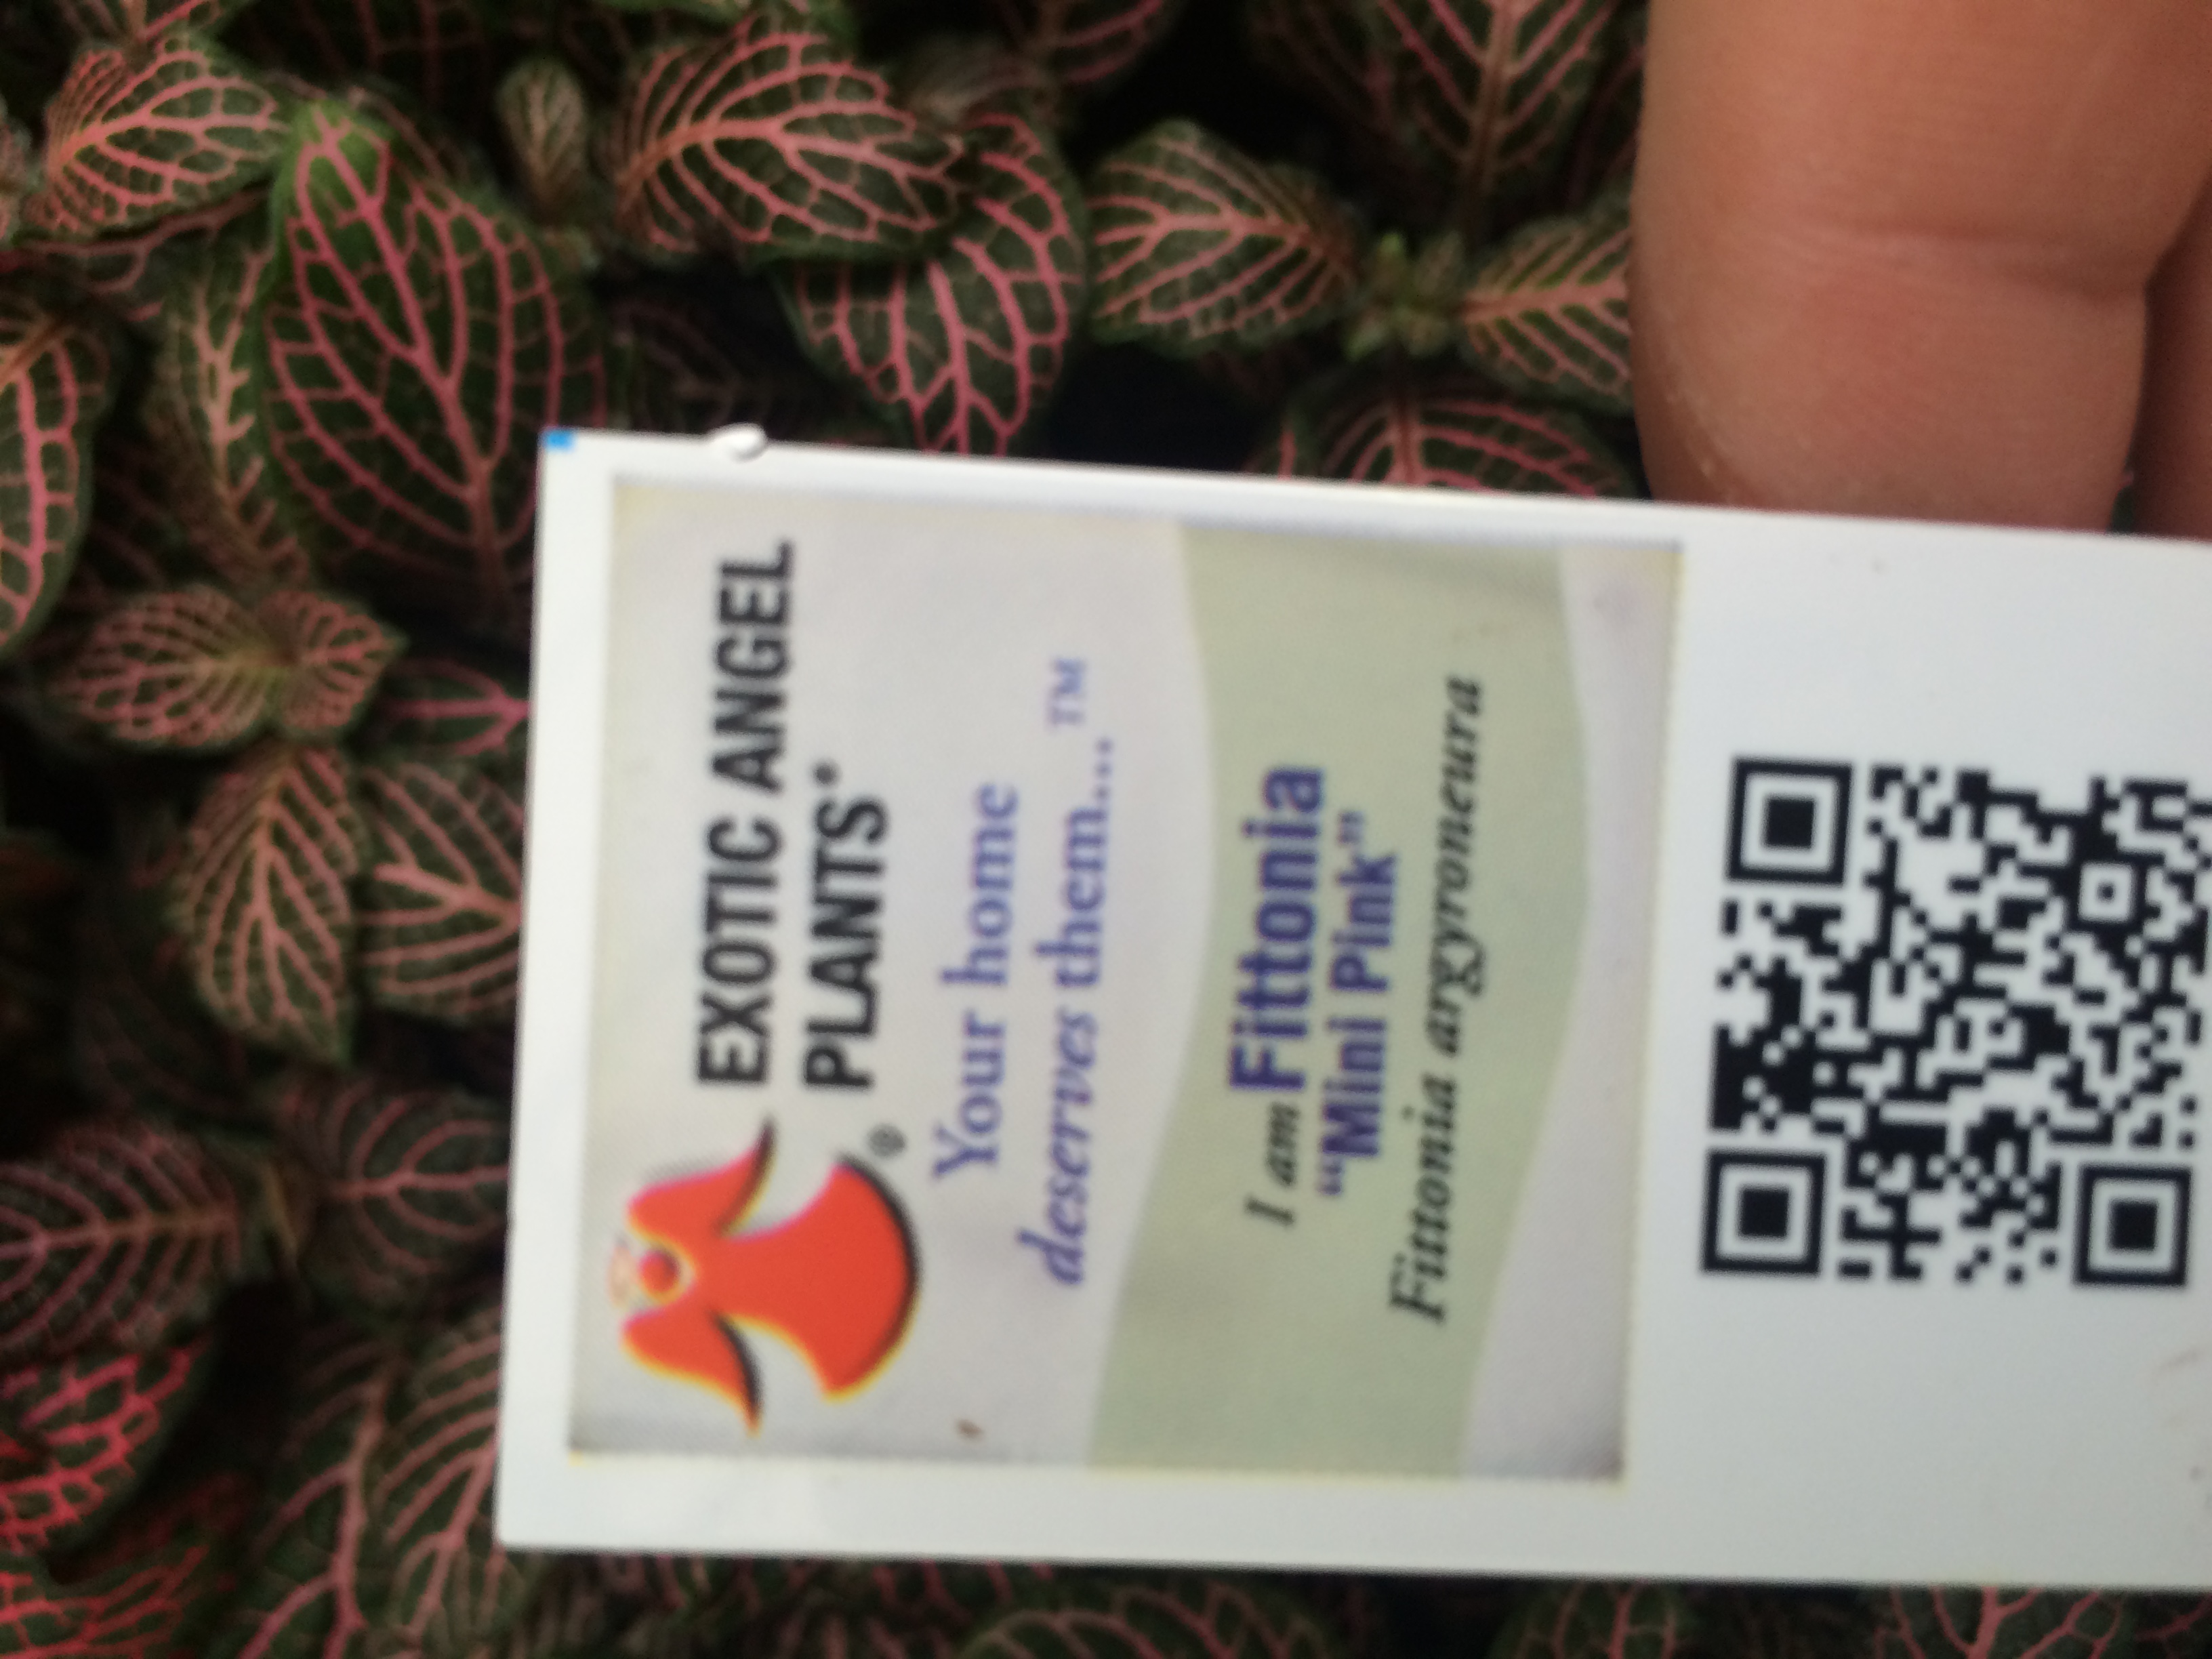 EXOTIC ANGEL
PLANTS®
®
Your home
deserves them...™
I am Fittonia
“Mini Pink”
Fittonia argyroneura